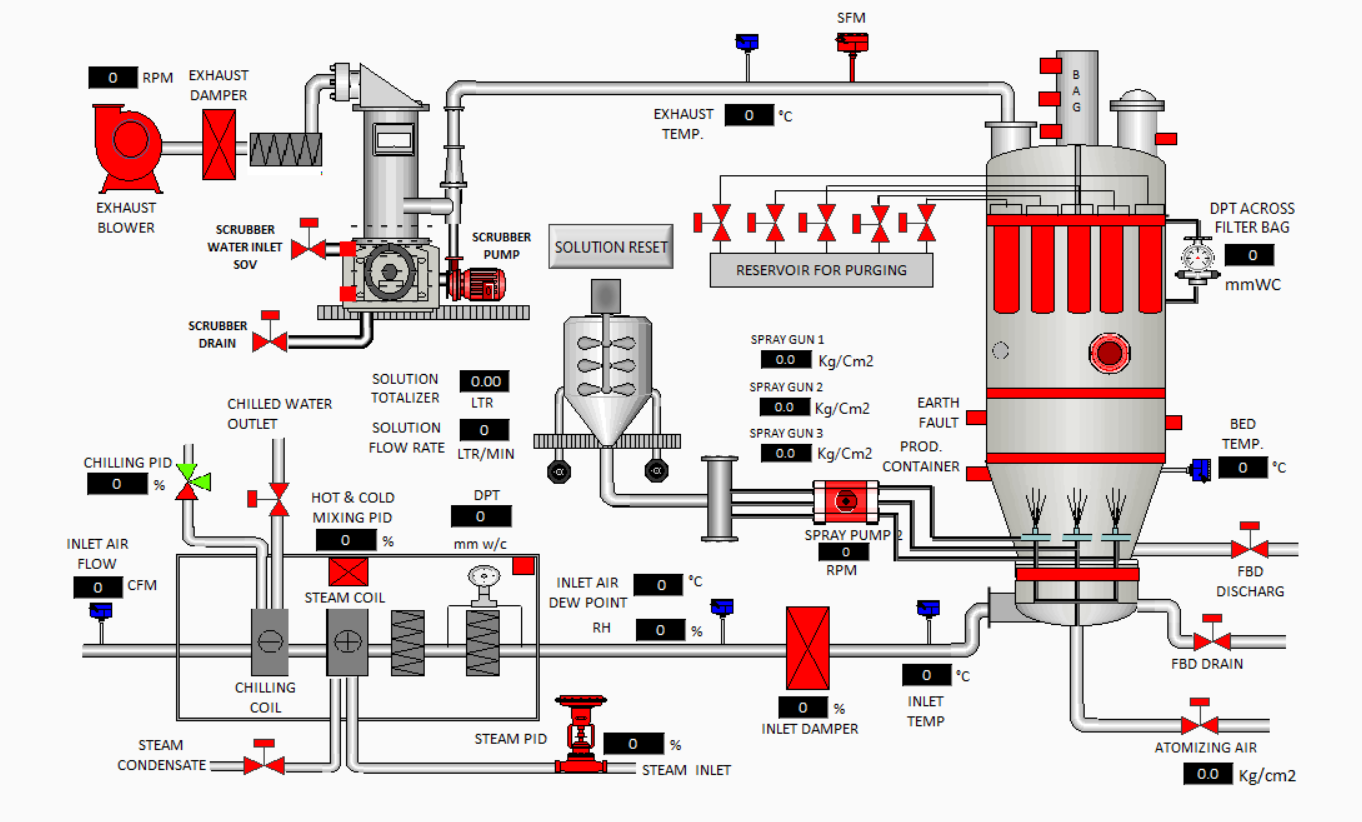 SFM
0 RPM
EXHAUST
DAMPER
B
A
G
EXHAUST
TEMP.
0 °C
EXHAUST
BLOWER
SCRUBBER
WATER INLET
SOV
SCRUBBER
PUMP
SOLUTION RESET
RESERVOIR FOR PURGING
DPT ACROSS
FILTER BAG
0
mmWC
SCRUBBER
DRAIN
SPRAY GUN 1
0.0 Kg/Cm2
SPRAY GUN 2
0.0 Kg/Cm2
SPRAY GUN 3
0.0 Kg/Cm2
SOLUTION
TOTALIZER
0.00
LTR
SOLUTION
FLOW RATE
0
LTR/MIN
CHILLED WATER
OUTLET
EARTH
FAULT
PROD.
CONTAINER
BED
TEMP.
0 °C
CHILLING PID
0 %
HOT & COLD
MIXING PID
0 %
DPT
0
mm w/c
SPRAY PUMP 2
0
RPM
INLET AIR
FLOW
0 CFM
STEAM COIL
INLET AIR
DEW POINT
0 °C
RH 0 %
FBD
DISCHARG
FBD DRAIN
CHILLING
COIL
0 °C
INLET
TEMP
0 %
INLET DAMPER
STEAM
CONDENSATE
STEAM PID
0 %
STEAM INLET
ATOMIZING AIR
0.0 Kg/cm2